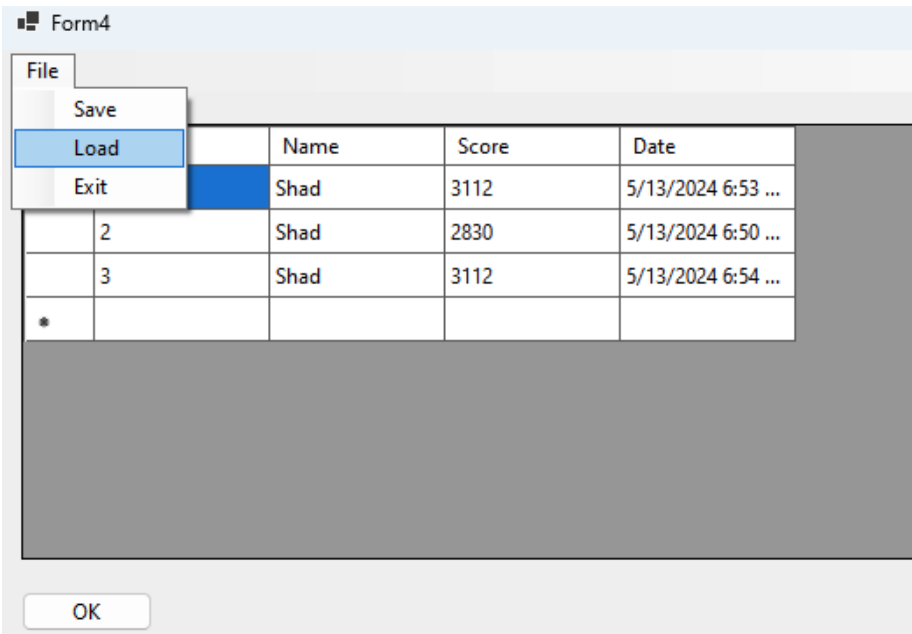 Form4
File
Save
Load
Exit
Name Score Date
Shad 3112 5/13/2024 6:53 ...
2 Shad 2830 5/13/2024 6:50 ...
3 Shad 3112 5/13/2024 6:54 ...
*
OK